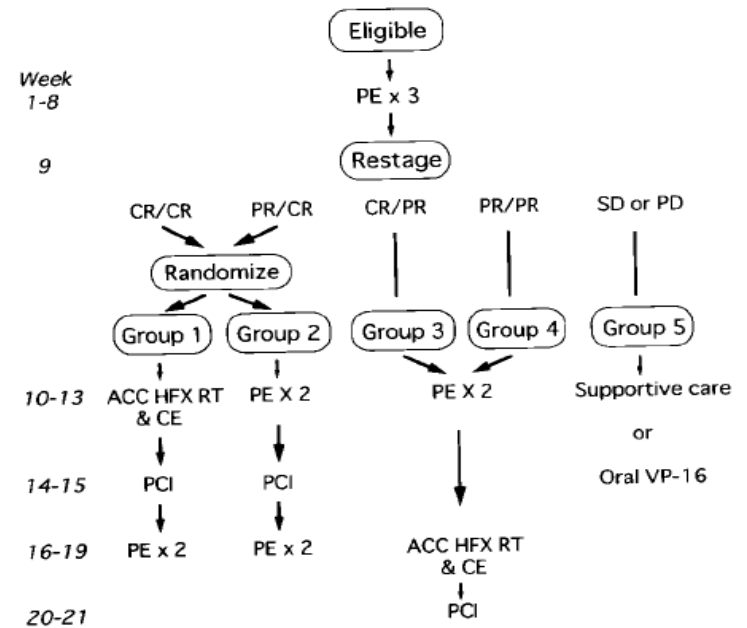 Eligible
Week
1-8
PE x 3
9
Restage
CR/CR
PR/CR
CR/PR
PR/PR
SD or PD
Randomize
Group 1
Group 2
Group 3
Group 4
Group 5
10-13
ACC HFX RT
& CE
PE X 2
PE X 2
Supportive care
or
Oral VP-16
14-15
PCI
PCI
16-19
PE x 2
PE x 2
ACC HFX RT
& CE
20-21
PCI